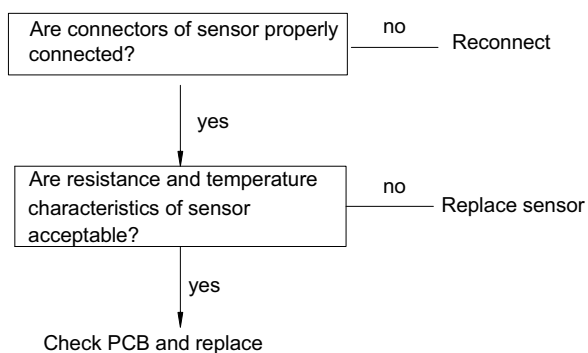 Are connectors of sensor properly
connected?
no
Reconnect
yes
Are resistance and temperature
characteristics of sensor
acceptable?
no
Replace sensor
yes
Check PCB and replace